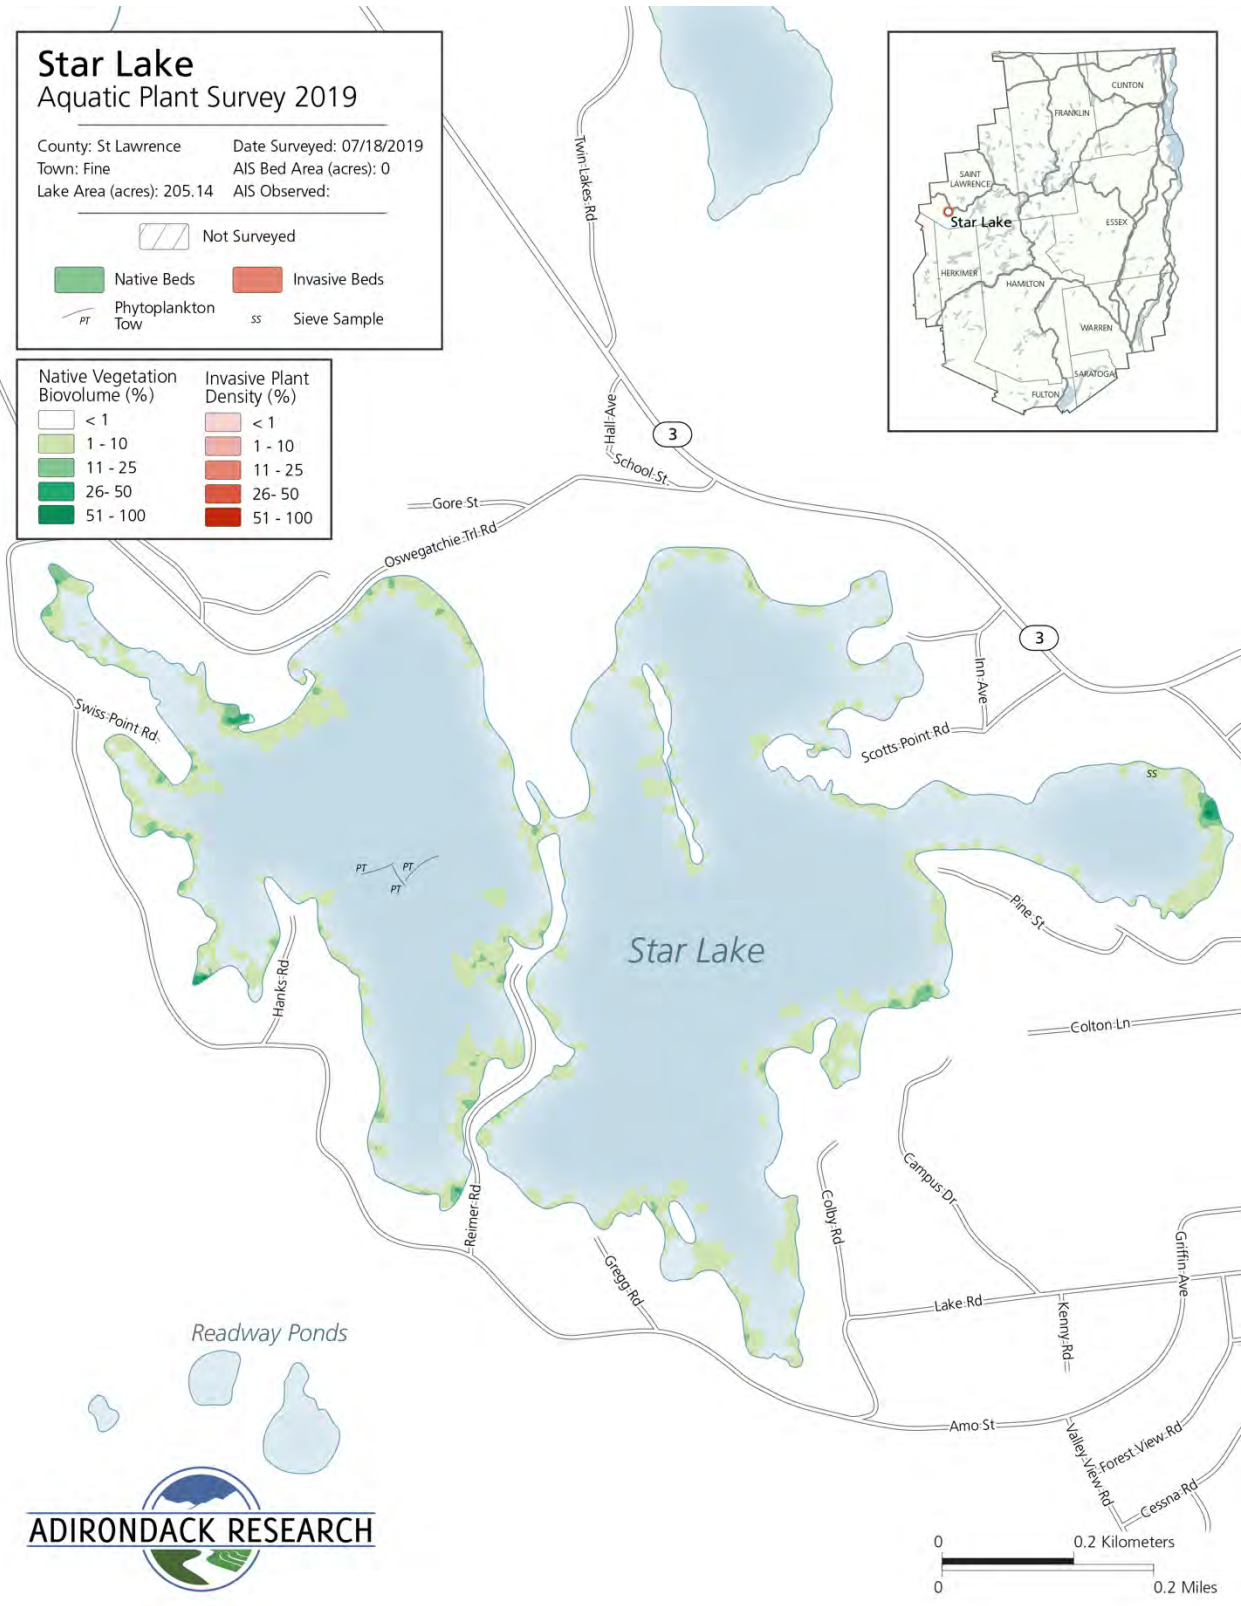 Star Lake
Aquatic Plant Survey 2019
County: St Lawrence
Date Surveyed: 07/18/2019
Town: Fine
AIS Bed Area (acres): 0
Lake Area (acres): 205.14
AIS Observed:
Not Surveyed
Native Beds
Invasive Beds
PT
Phytoplankton
Tow
SS
Sieve Sample
Native Vegetation
Biovolume (%)
< 1
1 - 10
11 - 25
26- 50
51 - 100
Invasive Plant
Density (%)
< 1
1 - 10
11 - 25
26- 50
51 - 100
CLINTON
FRANKLIN
SAINT
LAWRENCE
Star Lake
ESSEX
HERKIMER
HAMILTON
WARREN
SARATOGA
FULTON
Twin Lakes Rd
Hall Ave
3
School St
Gore St
Oswegatchie Trl Rd
3
Inn Ave
Swiss Point Rd
Scotts Point Rd
SS
PT
PT
PT
Pine St
Star Lake
Hanks Rd
Colton Ln
Campus Dr
Colby Rd
Reimer Rd
Gregg Rd
Griffin Ave
Lake Rd
Kenny Rd
Readway Ponds
Amo St
Valley View Rd
Forest View Rd
Cessna Rd
ADIRONDACK RESEARCH
0
0.2 Kilometers
0
0.2 Miles